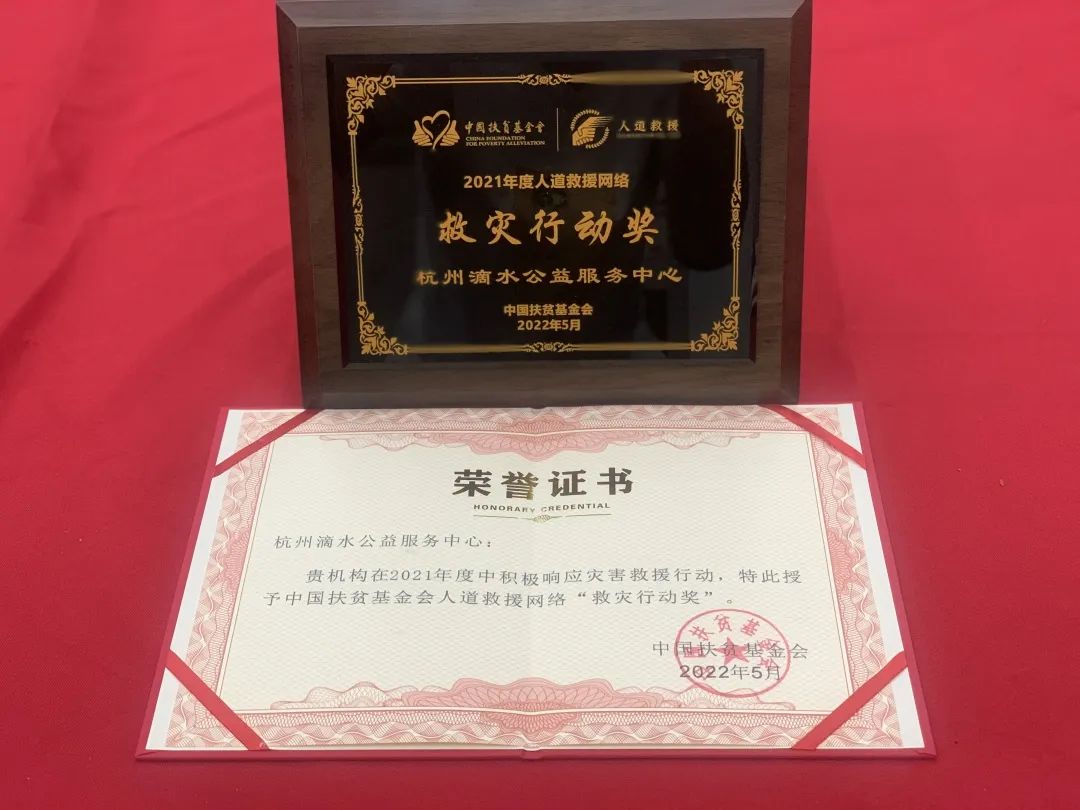 中国扶贫基金會
CHINA FOUNDATION
FOR POVERTY ALLEVIATION
人道救援
2021年度人道救援网络
救灾行动奖
杭州滴水公益服务中心
中国扶贫基金会
2022年5月
荣誉证书
HONORARY CREDENTIAL
杭州滴水公益服务中心：
贵机构在2021年度中积极响应灾害救援行动，特此授
予中国扶贫基金会人道救援网络“救灾行动奖”。
中国扶贫基金会
2022年5月